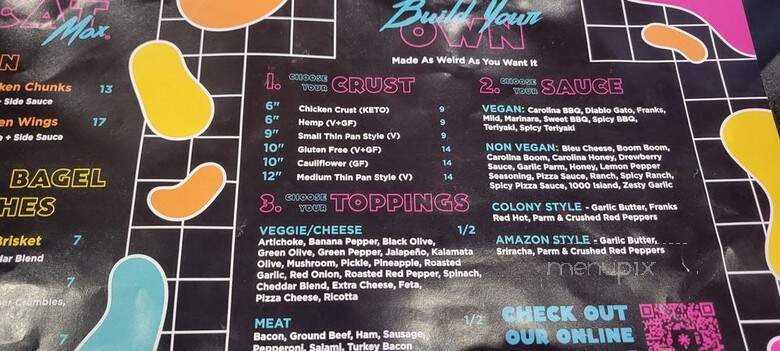 CAT
Max
N
ken Chunks 13
+ Side Sauce
en Wings 17
e + Side Sauce
BAGEL
HES
Brisket 7
dar Blend
7
er Crumbles,
7
Build Your
OWN
Made As Weird As You Want It
1. CHOOSE YOUR CRUST
6" Chicken Crust (KETO) 9
6" Hemp (V+GF) 9
9" Small Thin Pan Style (V) 9
10" Gluten Free (V+GF) 14
10" Cauliflower (GF) 14
12" Medium Thin Pan Style (V) 14
3. CHOOSE YOUR TOPPINGS
VEGGIE/CHEESE 1/2
Artichoke, Banana Pepper, Black Olive,
Green Olive, Green Pepper, Jalapeño, Kalamata
Olive, Mushroom, Pickle, Pineapple, Roasted
Garlic, Red Onion, Roasted Red Pepper, Spinach,
Cheddar Blend, Extra Cheese, Feta,
Pizza Cheese, Ricotta
MEAT 1/2
Bacon, Ground Beef, Ham, Sausage,
Pepperoni, Salami, Turkey Bacon
2. CHOOSE YOUR SAUCE
VEGAN: Carolina BBQ, Diablo Gato, Franks,
Mild, Marinara, Sweet BBQ, Spicy BBQ,
Teriyaki, Spicy Teriyaki
NON VEGAN: Bleu Cheese, Boom Boom,
Carolina Boom, Carolina Honey, Drewberry
Sauce, Garlic Parm, Honey, Lemon Pepper
Seasoning, Pizza Sauce, Ranch, Spicy Ranch,
Spicy Pizza Sauce, 1000 Island, Zesty Garlic
COLONY STYLE - Garlic Butter, Franks
Red Hot, Parm & Crushed Red Peppers
AMAZON STYLE - Garlic Butter,
Sriracha, Parm & Crushed Red Peppers
menupix
CHECK OUT
OUR ONLINE